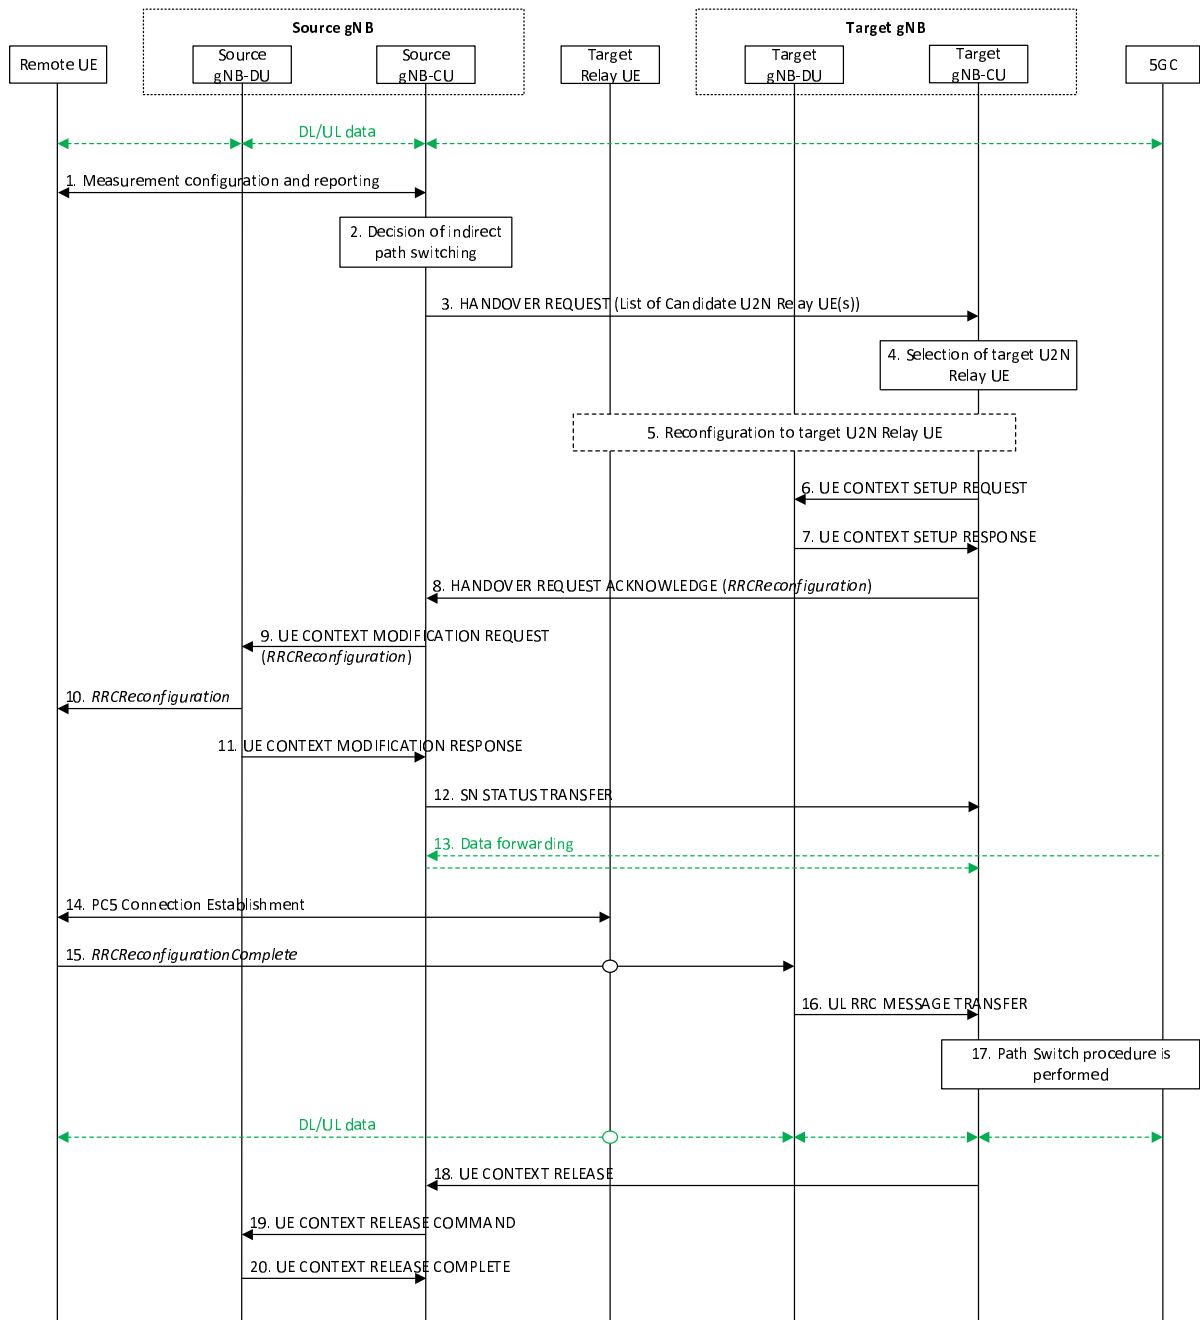 Source gNB
Target gNB
Remote UE
Source
gNB-DU
Source
gNB-CU
Target
Relay UE
Target
gNB-DU
Target
gNB-CU
5GC
DL/UL data
1. Measurement configuration and reporting
2. Decision of indirect
path switching
3. HANDOVER REQUEST (List of Candidate U2N Relay UE(s))
4. Selection of target U2N
Relay UE
5. Reconfiguration to target U2N Relay UE
6. UE CONTEXT SETUP REQUEST
7. UE CONTEXT SETUP RESPONSE
8. HANDOVER REQUEST ACKNOWLEDGE (RRCReconfiguration)
9. UE CONTEXT MODIFICATION REQUEST
(RRCReconfiguration)
10. RRCReconfiguration
11. UE CONTEXT MODIFICATION RESPONSE
12. SN STATUS TRANSFER
13. Data forwarding
14. PC5 Connection Establishment
15. RRCReconfigurationComplete
16. UL RRC MESSAGE TRANSFER
17. Path Switch procedure is
performed
DL/UL data
18. UE CONTEXT RELEASE
19. UE CONTEXT RELEASE COMMAND
20. UE CONTEXT RELEASE COMPLETE